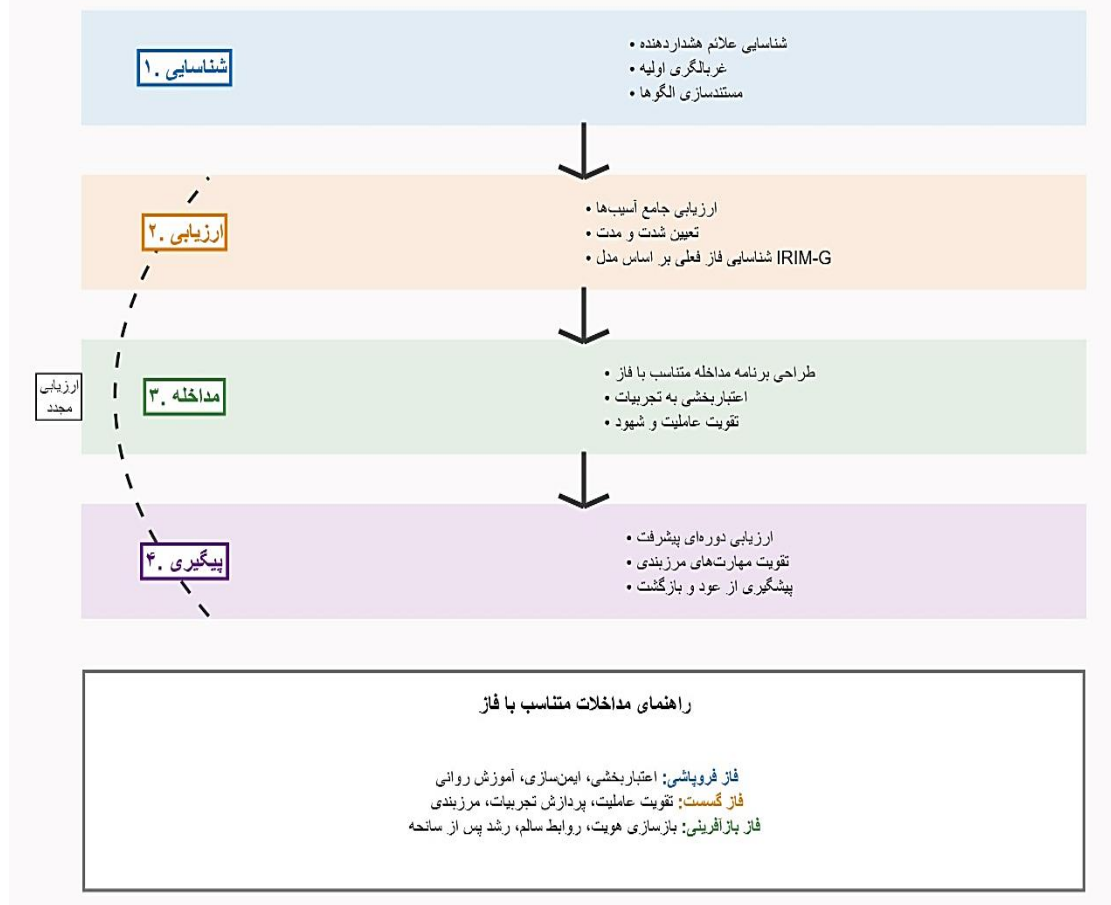 شناسایی .۱
شناسایی علائم هشداردهنده •
غربالگری اولیه •
مستندسازی الگوها •
ارزیابی .۲
ارزیابی جامع آسیب‌ها •
تعیین شدت و مدت •
IRIM-G شناسایی فاز فعلی بر اساس مدل •
ارزیابی
مجدد
مداخله .۳
طراحی برنامه مداخله متناسب با فاز •
اعتباربخشی به تجربیات •
تقویت عاملیت و شهود •
پیگیری .۴
ارزیابی دوره‌ای پیشرفت •
تقویت مهارت‌های مرزبندی •
پیشگیری از عود و بازگشت •
راهنمای مداخلات متناسب با فاز
فاز فروپاشی: اعتباربخشی، ایمن‌سازی، آموزش روانی
فاز گسست: تقویت عاملیت، پردازش تجربیات، مرزبندی
فاز بازآفرینی: بازسازی هویت، روابط سالم، رشد پس از سانحه